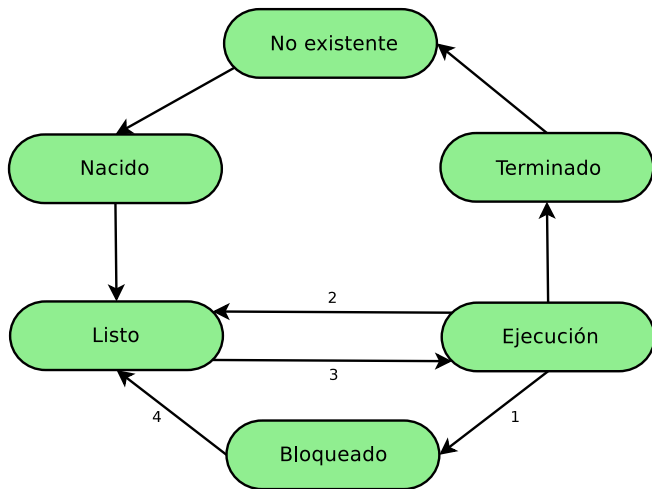 No existente
Nacido
Terminado
2
Listo
Ejecución
3
4
1
Bloqueado